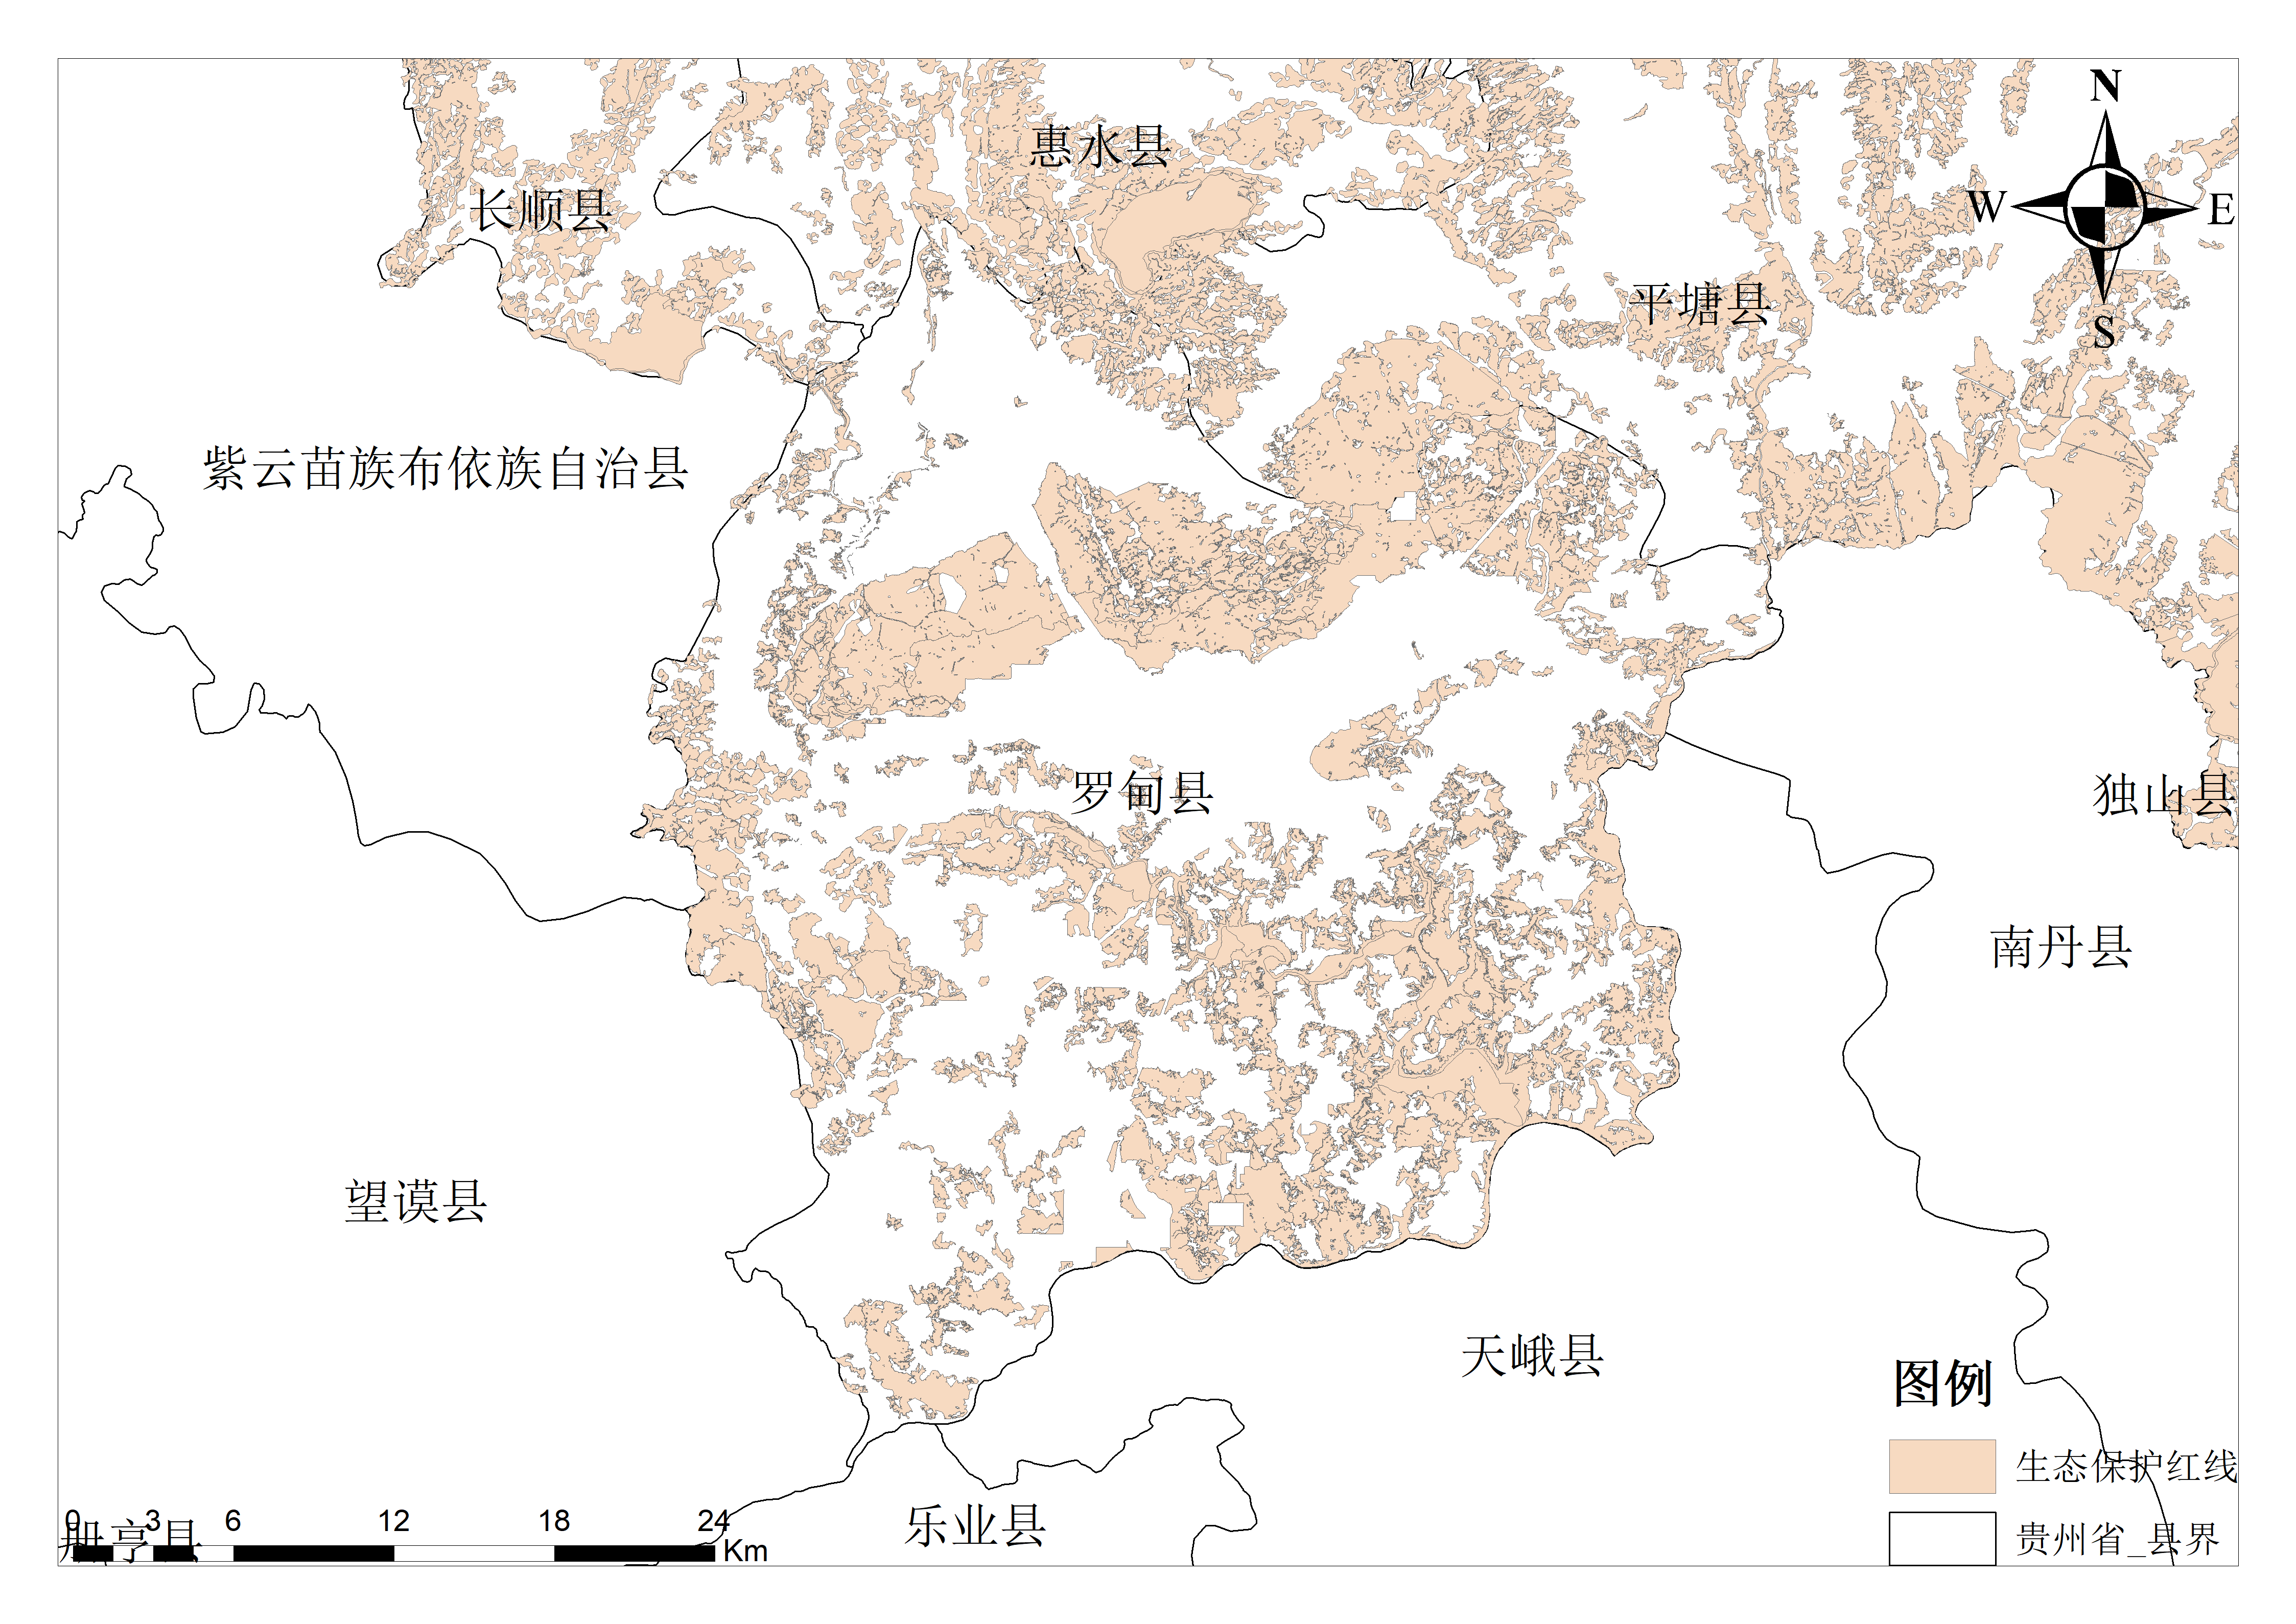 N
惠水县
长顺县
W
E
平塘县
S
紫云苗族布依族自治县
罗甸县
独山县
南丹县
望谟县
天峨县
图例
生态保护红线
乐业县
0 3 6 12 18 24
Km
册亨县
贵州省_县界